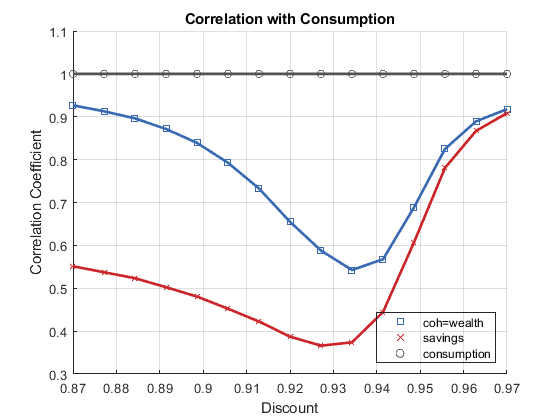 Correlation with Consumption
1.1
1
0.9
0.8
0.7
0.6
0.5
0.4
0.3
Correlation Coefficient
coh=wealth
savings
consumption
0.87 0.88 0.89 0.9 0.91 0.92 0.93 0.94 0.95 0.96 0.97
Discount